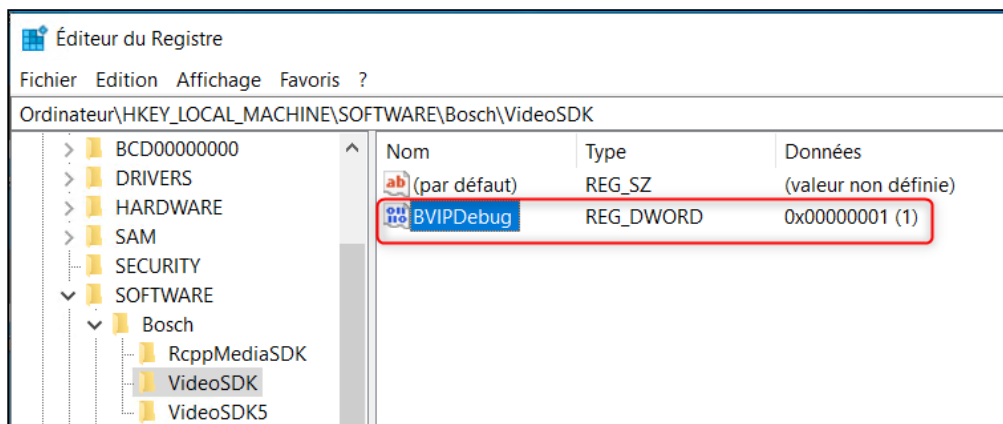 Éditeur du Registre
Fichier Edition Affichage Favoris ?
Ordinateur\HKEY_LOCAL_MACHINE\SOFTWARE\Bosch\VideoSDK
BCD00000000
DRIVERS
HARDWARE
SAM
SECURITY
SOFTWARE
Bosch
RcppMediaSDK
VideoSDK
VideoSDK5
Nom Type Données
(par défaut) REG_SZ (valeur non définie)
BVIPDebug REG_DWORD 0x00000001 (1)